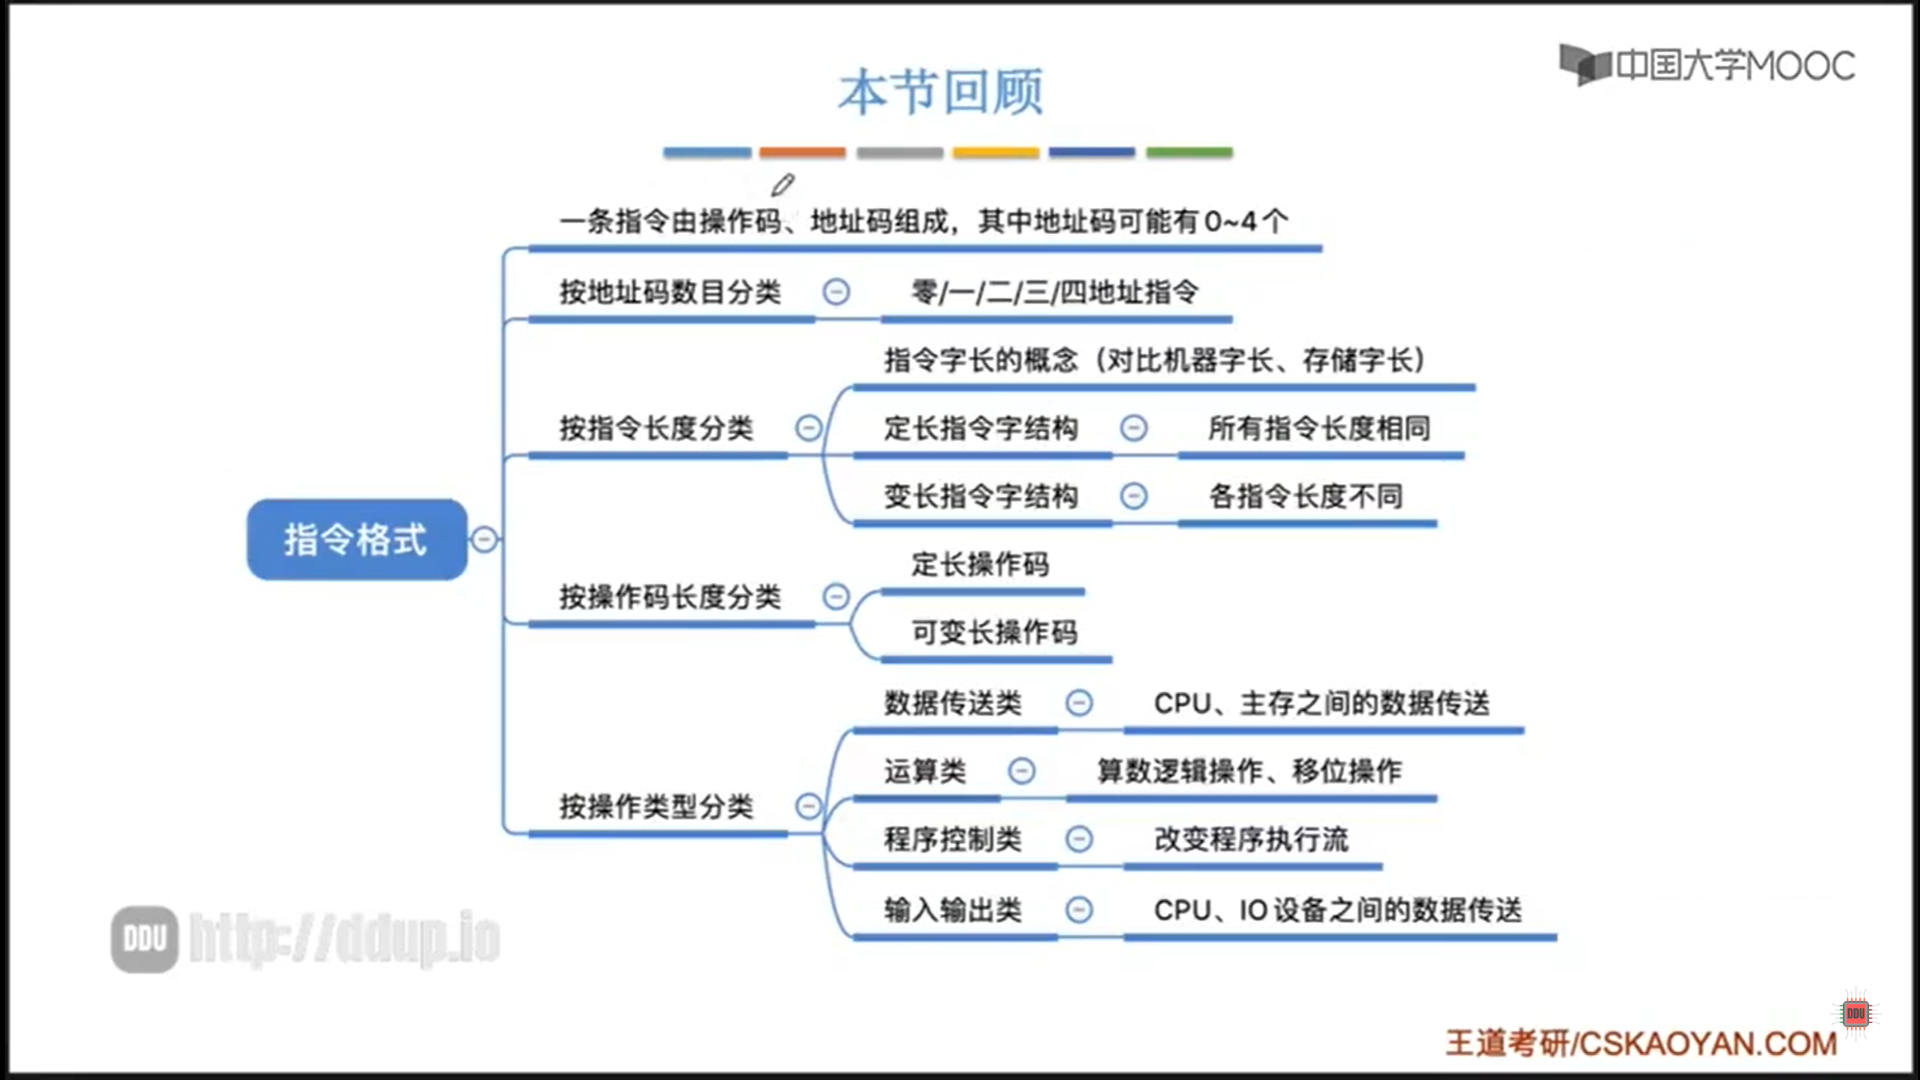 中国大学MOOC
本节回顾
一条指令由操作码、地址码组成，其中地址码可能有0~4个
按地址码数目分类
零/一/二/三/四地址指令
指令字长的概念（对比机器字长、存储字长）
按指令长度分类
定长指令字结构
所有指令长度相同
变长指令字结构
各指令长度不同
指令格式
定长操作码
按操作码长度分类
可变长操作码
数据传送类
CPU、主存之间的数据传送
运算类
算数逻辑操作、移位操作
按操作类型分类
程序控制类
改变程序执行流
输入输出类
CPU、IO设备之间的数据传送
DDU http://ddup.io
DDU
王道考研/CSKAOYAN.COM